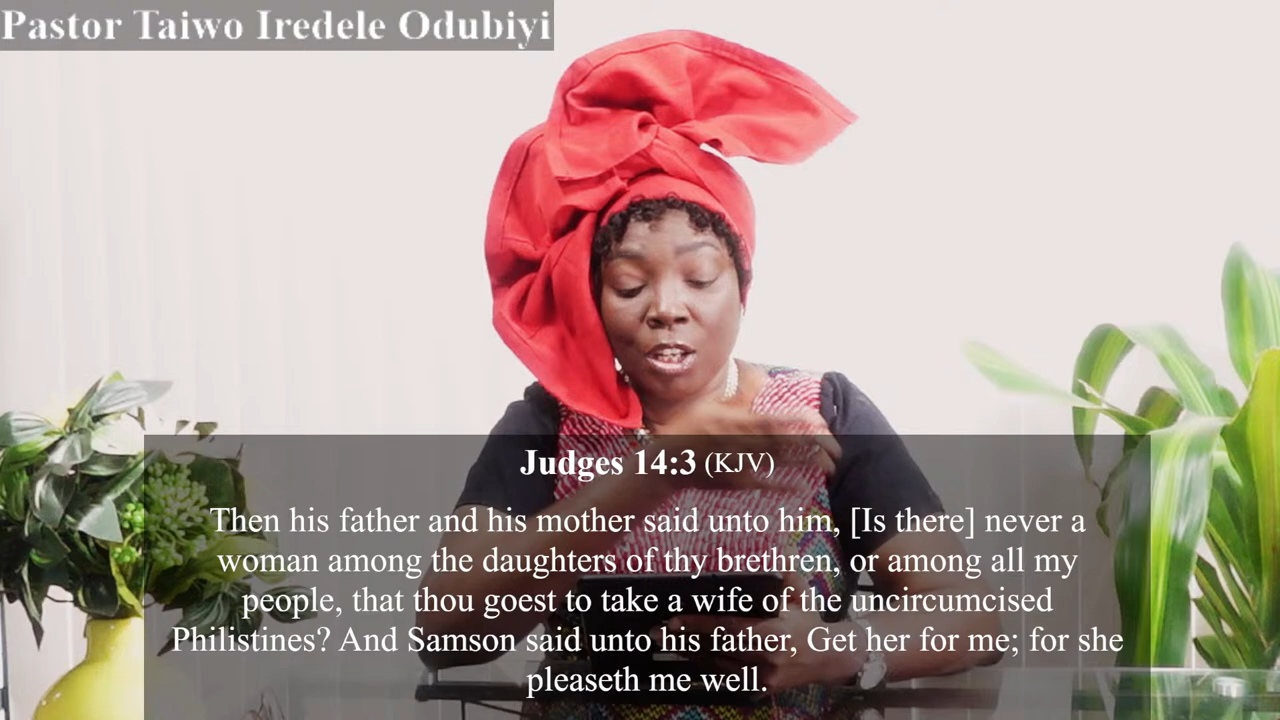 Pastor Taiwo Iredele Odubiyi
Judges 14:3 (KJV)
Then his father and his mother said unto him, [Is there] never a
woman among the daughters of thy brethren, or among all my
people, that thou goest to take a wife of the uncircumcised
Philistines? And Samson said unto his father, Get her for me; for she
pleaseth me well.